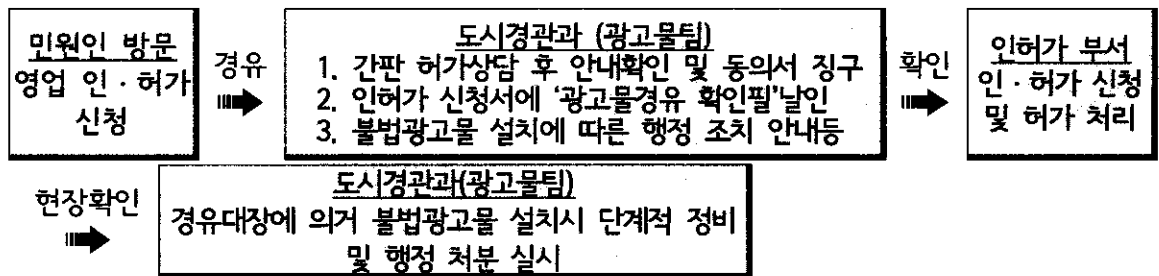 민원인 방문
영업 인·허가
신청
경유
도시경관과 (광고물팀)
1. 간판 허가상담 후 안내확인 및 동의서 징구
2. 인허가 신청서에 '광고물경유 확인필'날인
3. 불법광고물 설치에 따른 행정 조치 안내등
확인
인허가 부서
인·허가 신청
및 허가 처리
현장확인
도시경관과(광고물팀)
경유대장에 의거 불법광고물 설치시 단계적 정비
및 행정 처분 실시